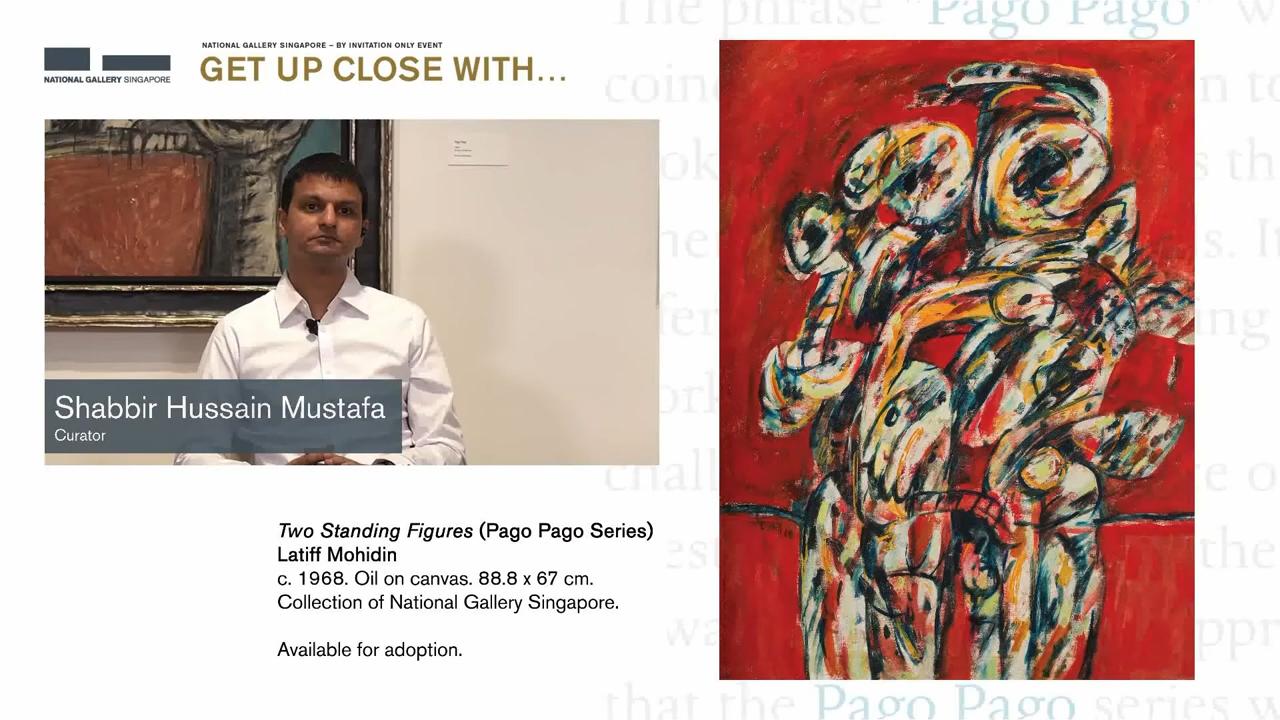 NATIONAL GALLERY SINGAPORE
NATIONAL GALLERY SINGAPORE – BY INVITATION ONLY EVENT
GET UP CLOSE WITH...
Shabbir Hussain Mustafa
Curator
Two Standing Figures (Pago Pago Series)
Latiff Mohidin
c. 1968. Oil on canvas. 88.8 x 67 cm.
Collection of National Gallery Singapore.
Available for adoption.
The phrase "Pago Pago" w
that the Pago Pago series w